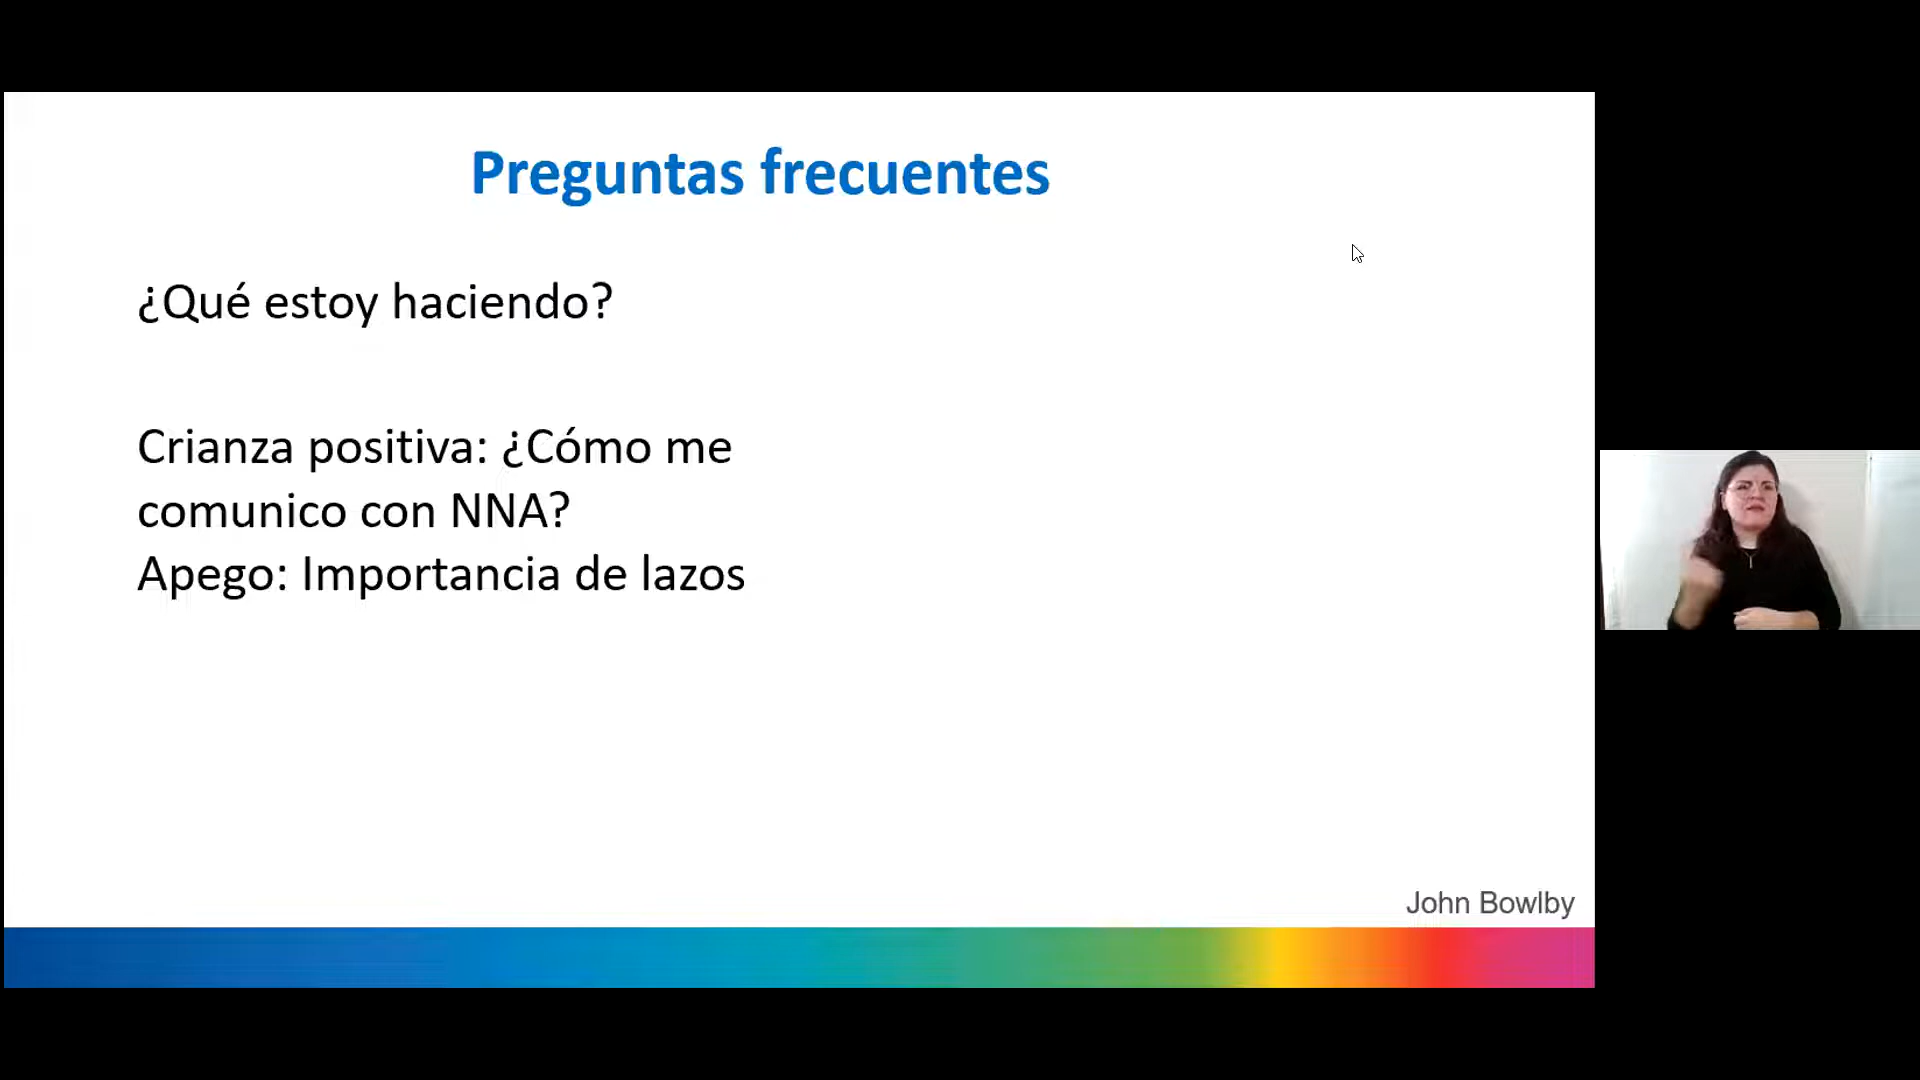 Preguntas frecuentes
¿Qué estoy haciendo?
Crianza positiva: ¿Cómo me
comunico con NNA?
Apego: Importancia de lazos
John Bowlby